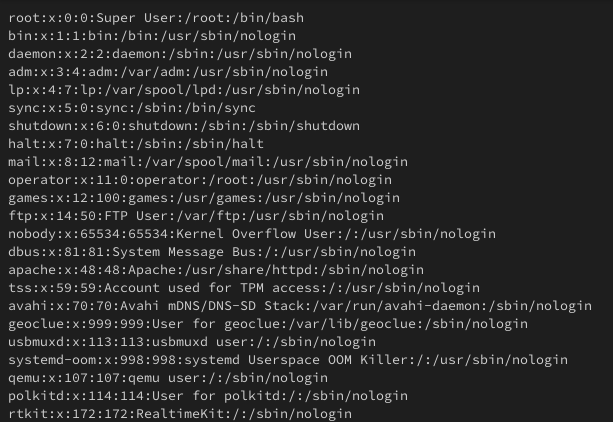 root:x:0:0:Super User:/root:/bin/bash
bin:x:1:1:bin:/bin:/usr/sbin/nologin
daemon:x:2:2:daemon:/sbin:/usr/sbin/nologin
adm:x:3:4:adm:/var/adm:/usr/sbin/nologin
lp:x:4:7:lp:/var/spool/lpd:/usr/sbin/nologin
sync:x:5:0:sync:/sbin:/bin/sync
shutdown:x:6:0:shutdown:/sbin:/sbin/shutdown
halt:x:7:0:halt:/sbin:/sbin/halt
mail:x:8:12:mail:/var/spool/mail:/usr/sbin/nologin
operator:x:11:0:operator:/root:/usr/sbin/nologin
games:x:12:100:games:/usr/games:/usr/sbin/nologin
ftp:x:14:50:FTP User:/var/ftp:/usr/sbin/nologin
nobody:x:65534:65534:Kernel Overflow User:/:/usr/sbin/nologin
dbus:x:81:81:System Message Bus:/:/usr/sbin/nologin
apache:x:48:48:Apache:/usr/share/httpd:/sbin/nologin
tss:x:59:59:Account used for TPM access:/:/usr/sbin/nologin
avahi:x:70:70:Avahi mDNS/DNS-SD Stack:/var/run/avahi-daemon:/sbin/nologin
geoclue:x:999:999:User for geoclue:/var/lib/geoclue:/sbin/nologin
usbmuxd:x:113:113:usbmuxd user:/:/sbin/nologin
systemd-oom:x:998:998:systemd Userspace OOM Killer:/:/usr/sbin/nologin
qemu:x:107:107:qemu user:/:/sbin/nologin
polkitd:x:114:114:User for polkitd:/:/sbin/nologin
rtkit:x:172:172:RealtimeKit:/:/sbin/nologin